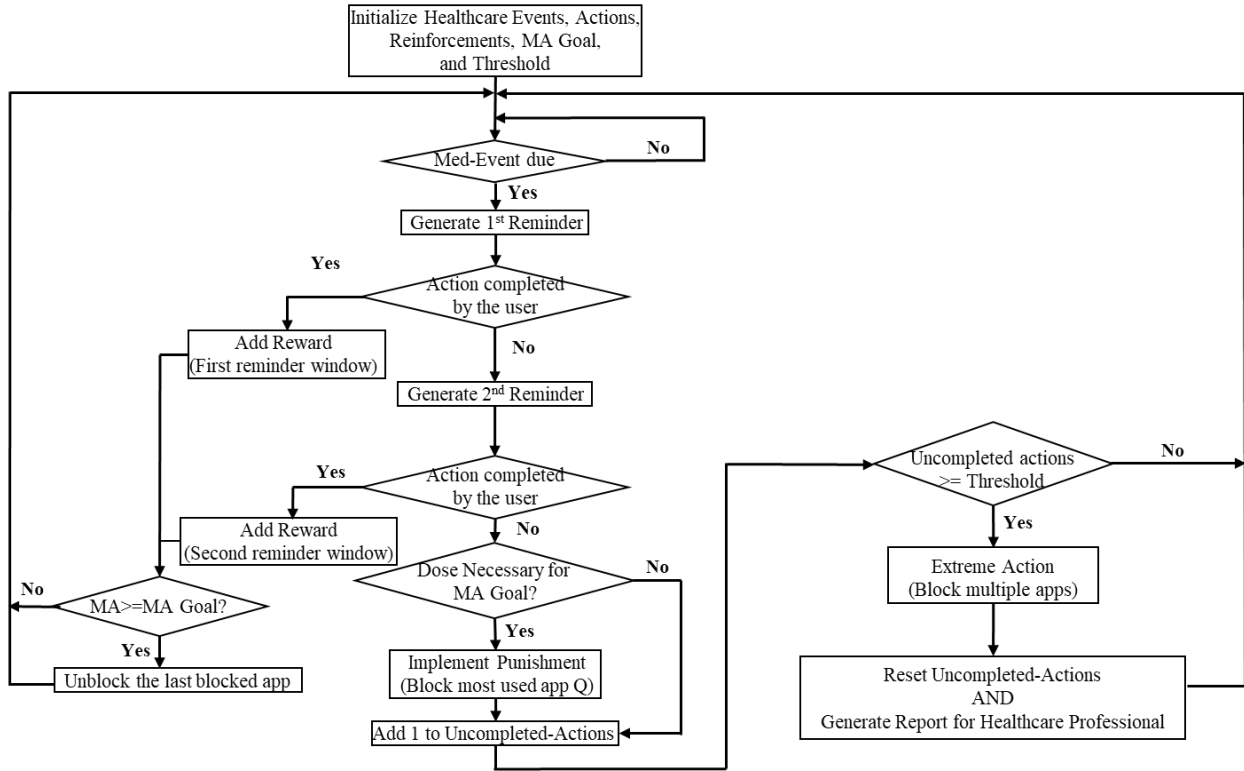 Initialize Healthcare Events, Actions,
Reinforcements, MA Goal,
and Threshold
Med-Event due
No
Yes
Generate 1st Reminder
Yes
Action completed
by the user
Add Reward
(First reminder window)
No
Generate 2nd Reminder
Yes
Action completed
by the user
Add Reward
(Second reminder window)
No
Dose Necessary for
MA Goal?
No
No
MA>=MA Goal?
Yes
Unblock the last blocked app
Yes
Implement Punishment
(Block most used app Q)
Add 1 to Uncompleted-Actions
Uncompleted actions
>= Threshold
No
Yes
Extreme Action
(Block multiple apps)
Reset Uncompleted-Actions
AND
Generate Report for Healthcare Professional